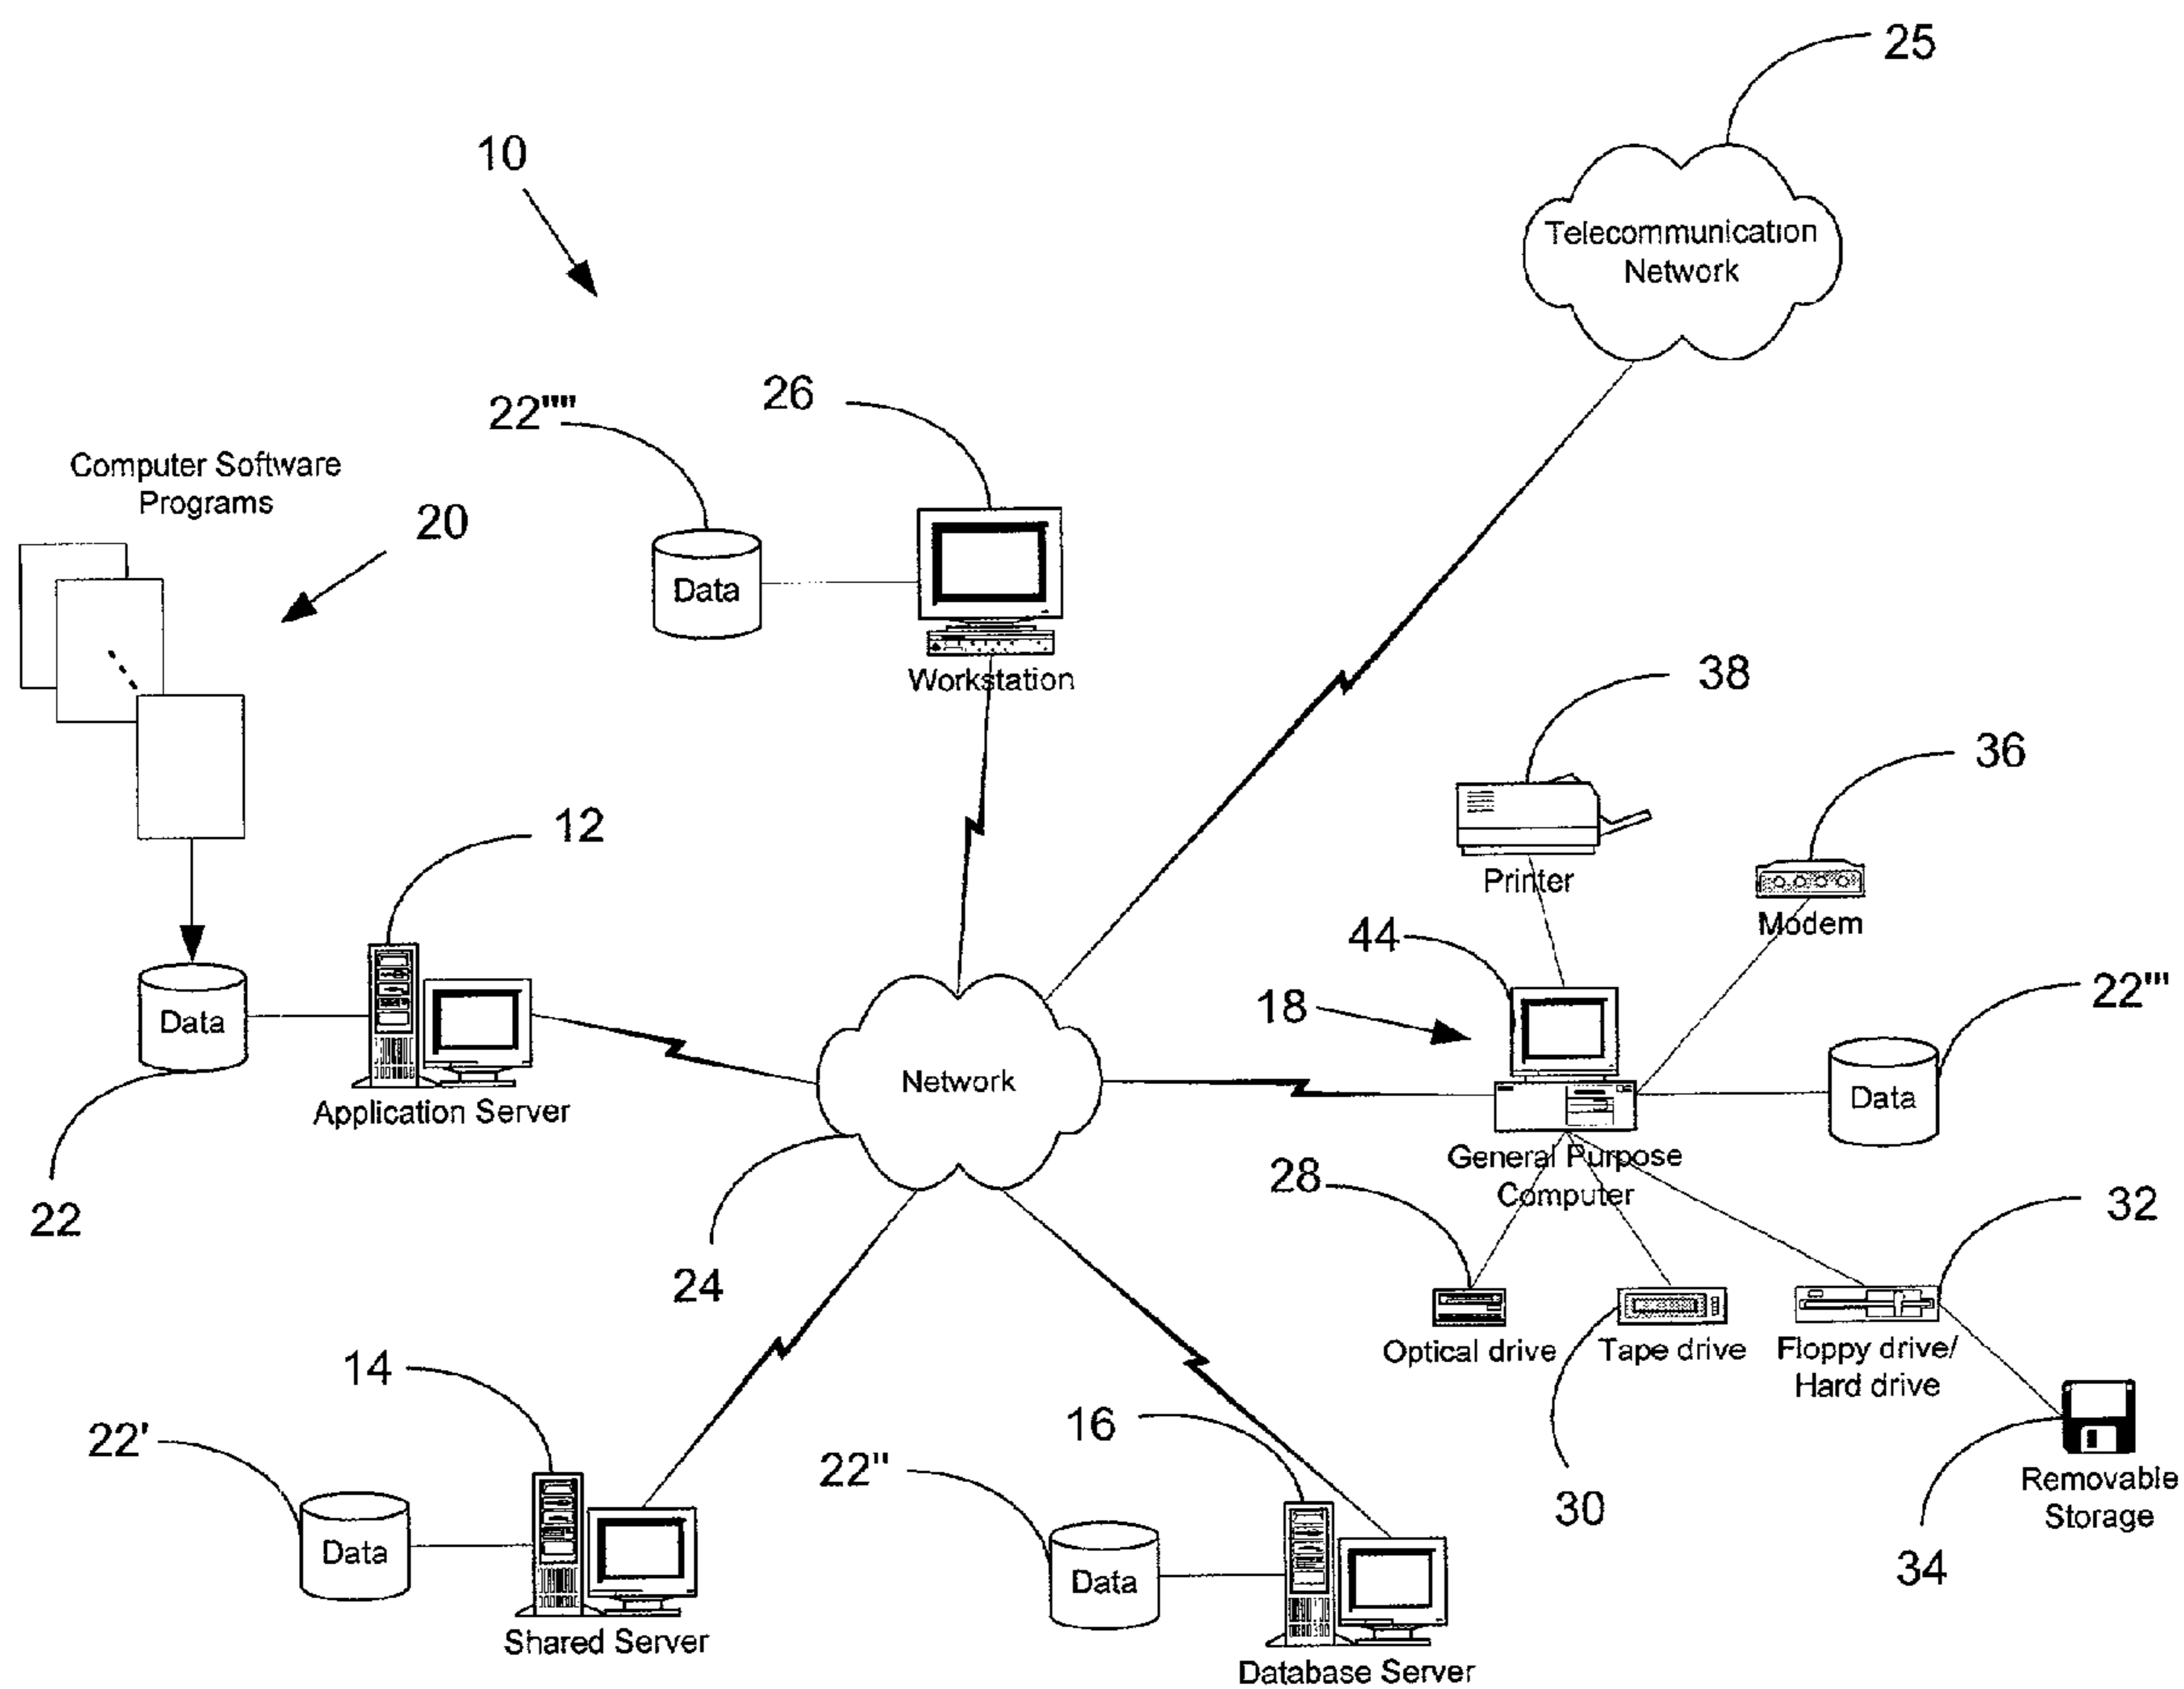 25
10
Telecommunication
Network
26
22""
Computer Software
Programs
20
Data
Workstation
38
36
12
Printer
Modem
44
22'''
18
Data
Network
Data
Application Server
General Purpose
Computer
28
32
22
24
Optical drive
Tape drive
Floppy drive/
Hard drive
14
16
22'
22"
30
Removable
Storage
34
Data
Data
Shared Server
Database Server